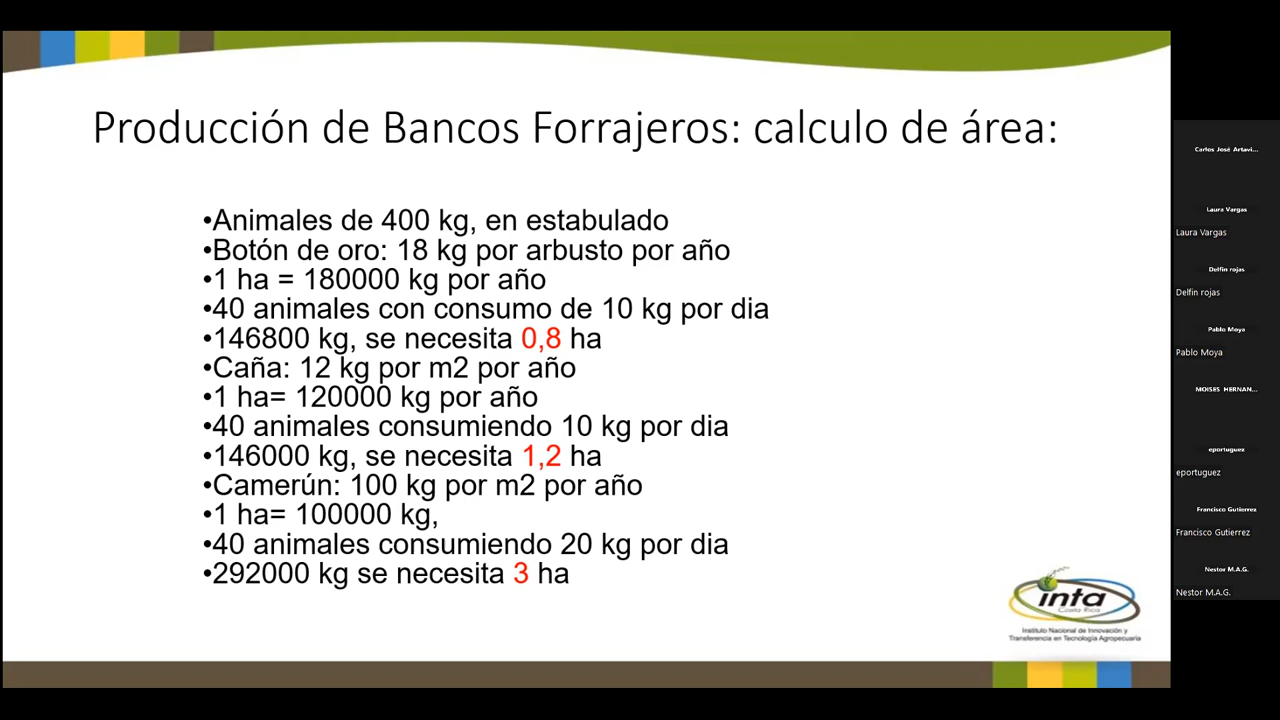 Producción de Bancos Forrajeros: calculo de área:
•Animales de 400 kg, en estabulado
•Botón de oro: 18 kg por arbusto por año
•1 ha = 180000 kg por año
•40 animales con consumo de 10 kg por dia
•146800 kg, se necesita 0,8 ha
•Caña: 12 kg por m2 por año
•1 ha= 120000 kg por año
•40 animales consumiendo 10 kg por dia
•146000 kg, se necesita 1,2 ha
•Camerún: 100 kg por m2 por año
•1 ha= 100000 kg,
•40 animales consumiendo 20 kg por dia
•292000 kg se necesita 3 ha
inta
Costa Rica
Instituto Nacional de Innovación y
Transferencia en Tecnología Agropecuaria
Carlos José Artavi...
Laura Vargas
Laura Vargas
Delfin rojas
Delfin rojas
Pablo Moya
Pablo Moya
MOISES HERNAN...
eportuguez
eportuguez
Francisco Gutierrez
Francisco Gutierrez
Nestor M.A.G.
Nestor M.A.G.